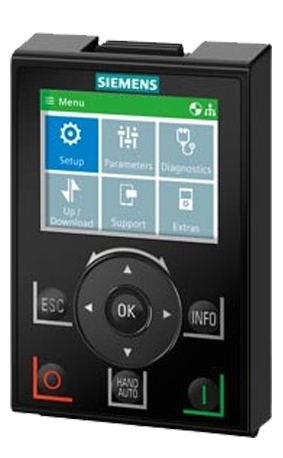 SIEMENS
Menu
Setup
Parameters
Diagnostics
Up /
Download
Support
Extras
ESC
OK
INFO
HAND
AUTO